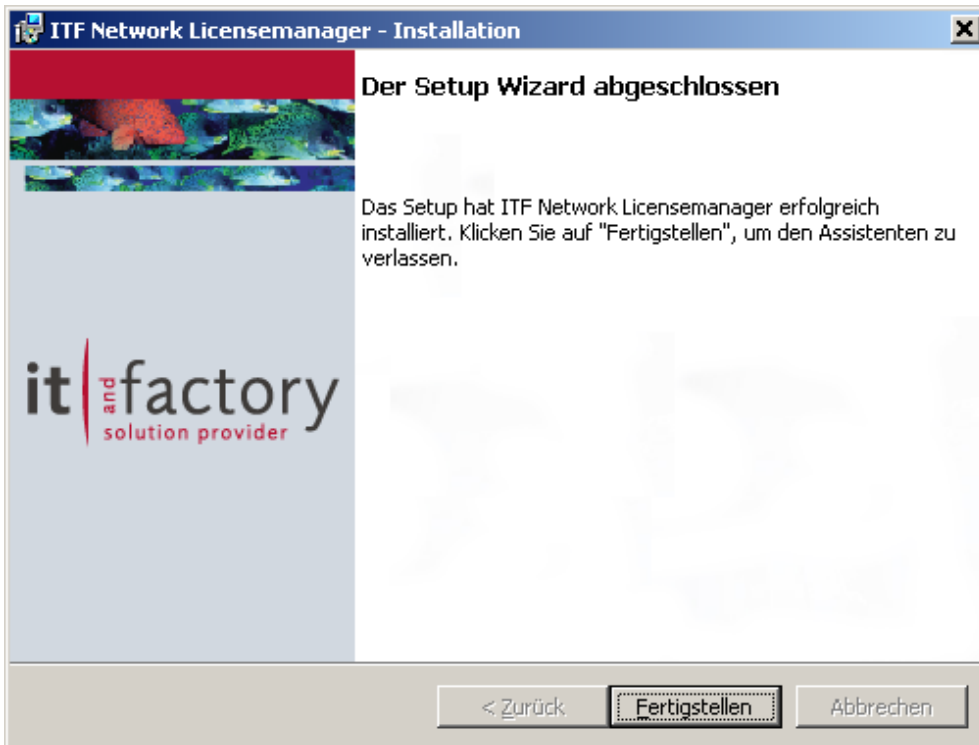 ITF Network Licensemanager - Installation
Der Setup Wizard abgeschlossen
Das Setup hat ITF Network Licensemanager erfolgreich
installiert. Klicken Sie auf "Fertigstellen", um den Assistenten zu
verlassen.
it and factory
solution provider
< Zurück
Fertigstellen
Abbrechen